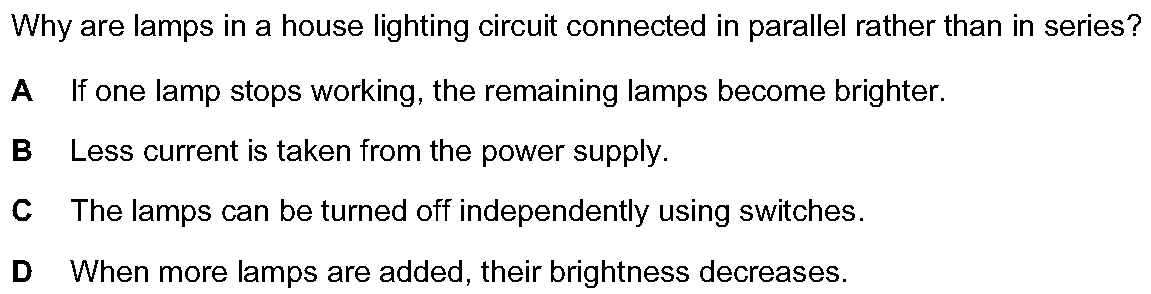 Why are lamps in a house lighting circuit connected in parallel rather than in series?
A If one lamp stops working, the remaining lamps become brighter.
B Less current is taken from the power supply.
C The lamps can be turned off independently using switches.
D When more lamps are added, their brightness decreases.